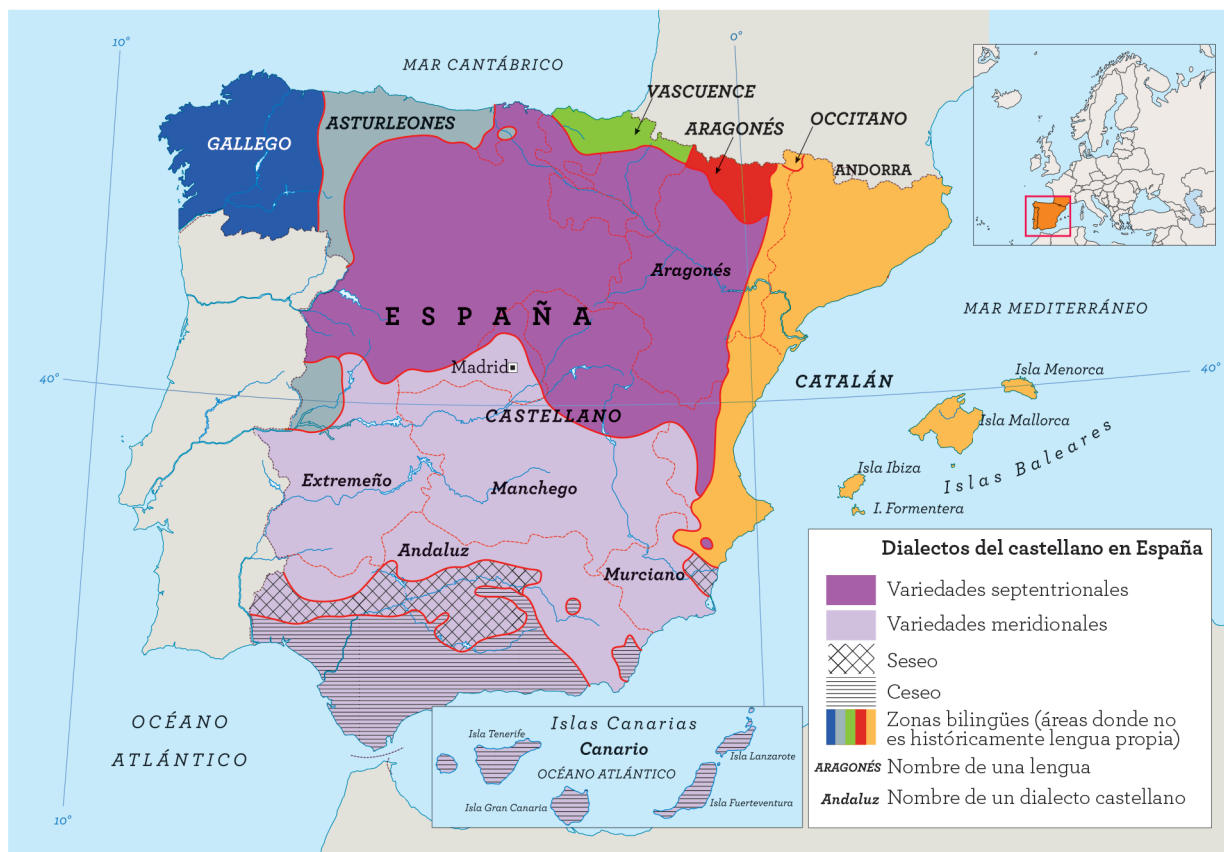 10°
0°
MAR CANTÁBRICO
VASCUENCE
OCCITANO
ASTURLEONES
ARAGONÉS
GALLEGO
ANDORRA
Aragonés
ESPAÑA
MAR MEDITERRÁNEO
Madrid
40°
40°
Isla Menorca
CATALÁN
CASTELLANO
Isla Mallorca
Islas Baleares
Isla Ibiza
I. Formentera
Extremeño
Manchego
Andaluz
Murciano
OCÉANO
ATLÁNTICO
10°
Islas Canarias
Isla Tenerife
Canario
Isla Lanzarote
OCÉANO ATLÁNTICO
Isla Gran Canaria
Isla Fuerteventura
Dialectos del castellano en España
Variedades septentrionales
Variedades meridionales
Seseo
Ceseo
Zonas bilingües (áreas donde no
es históricamente lengua propia)
ARAGONÉS Nombre de una lengua
Andaluz Nombre de un dialecto castellano